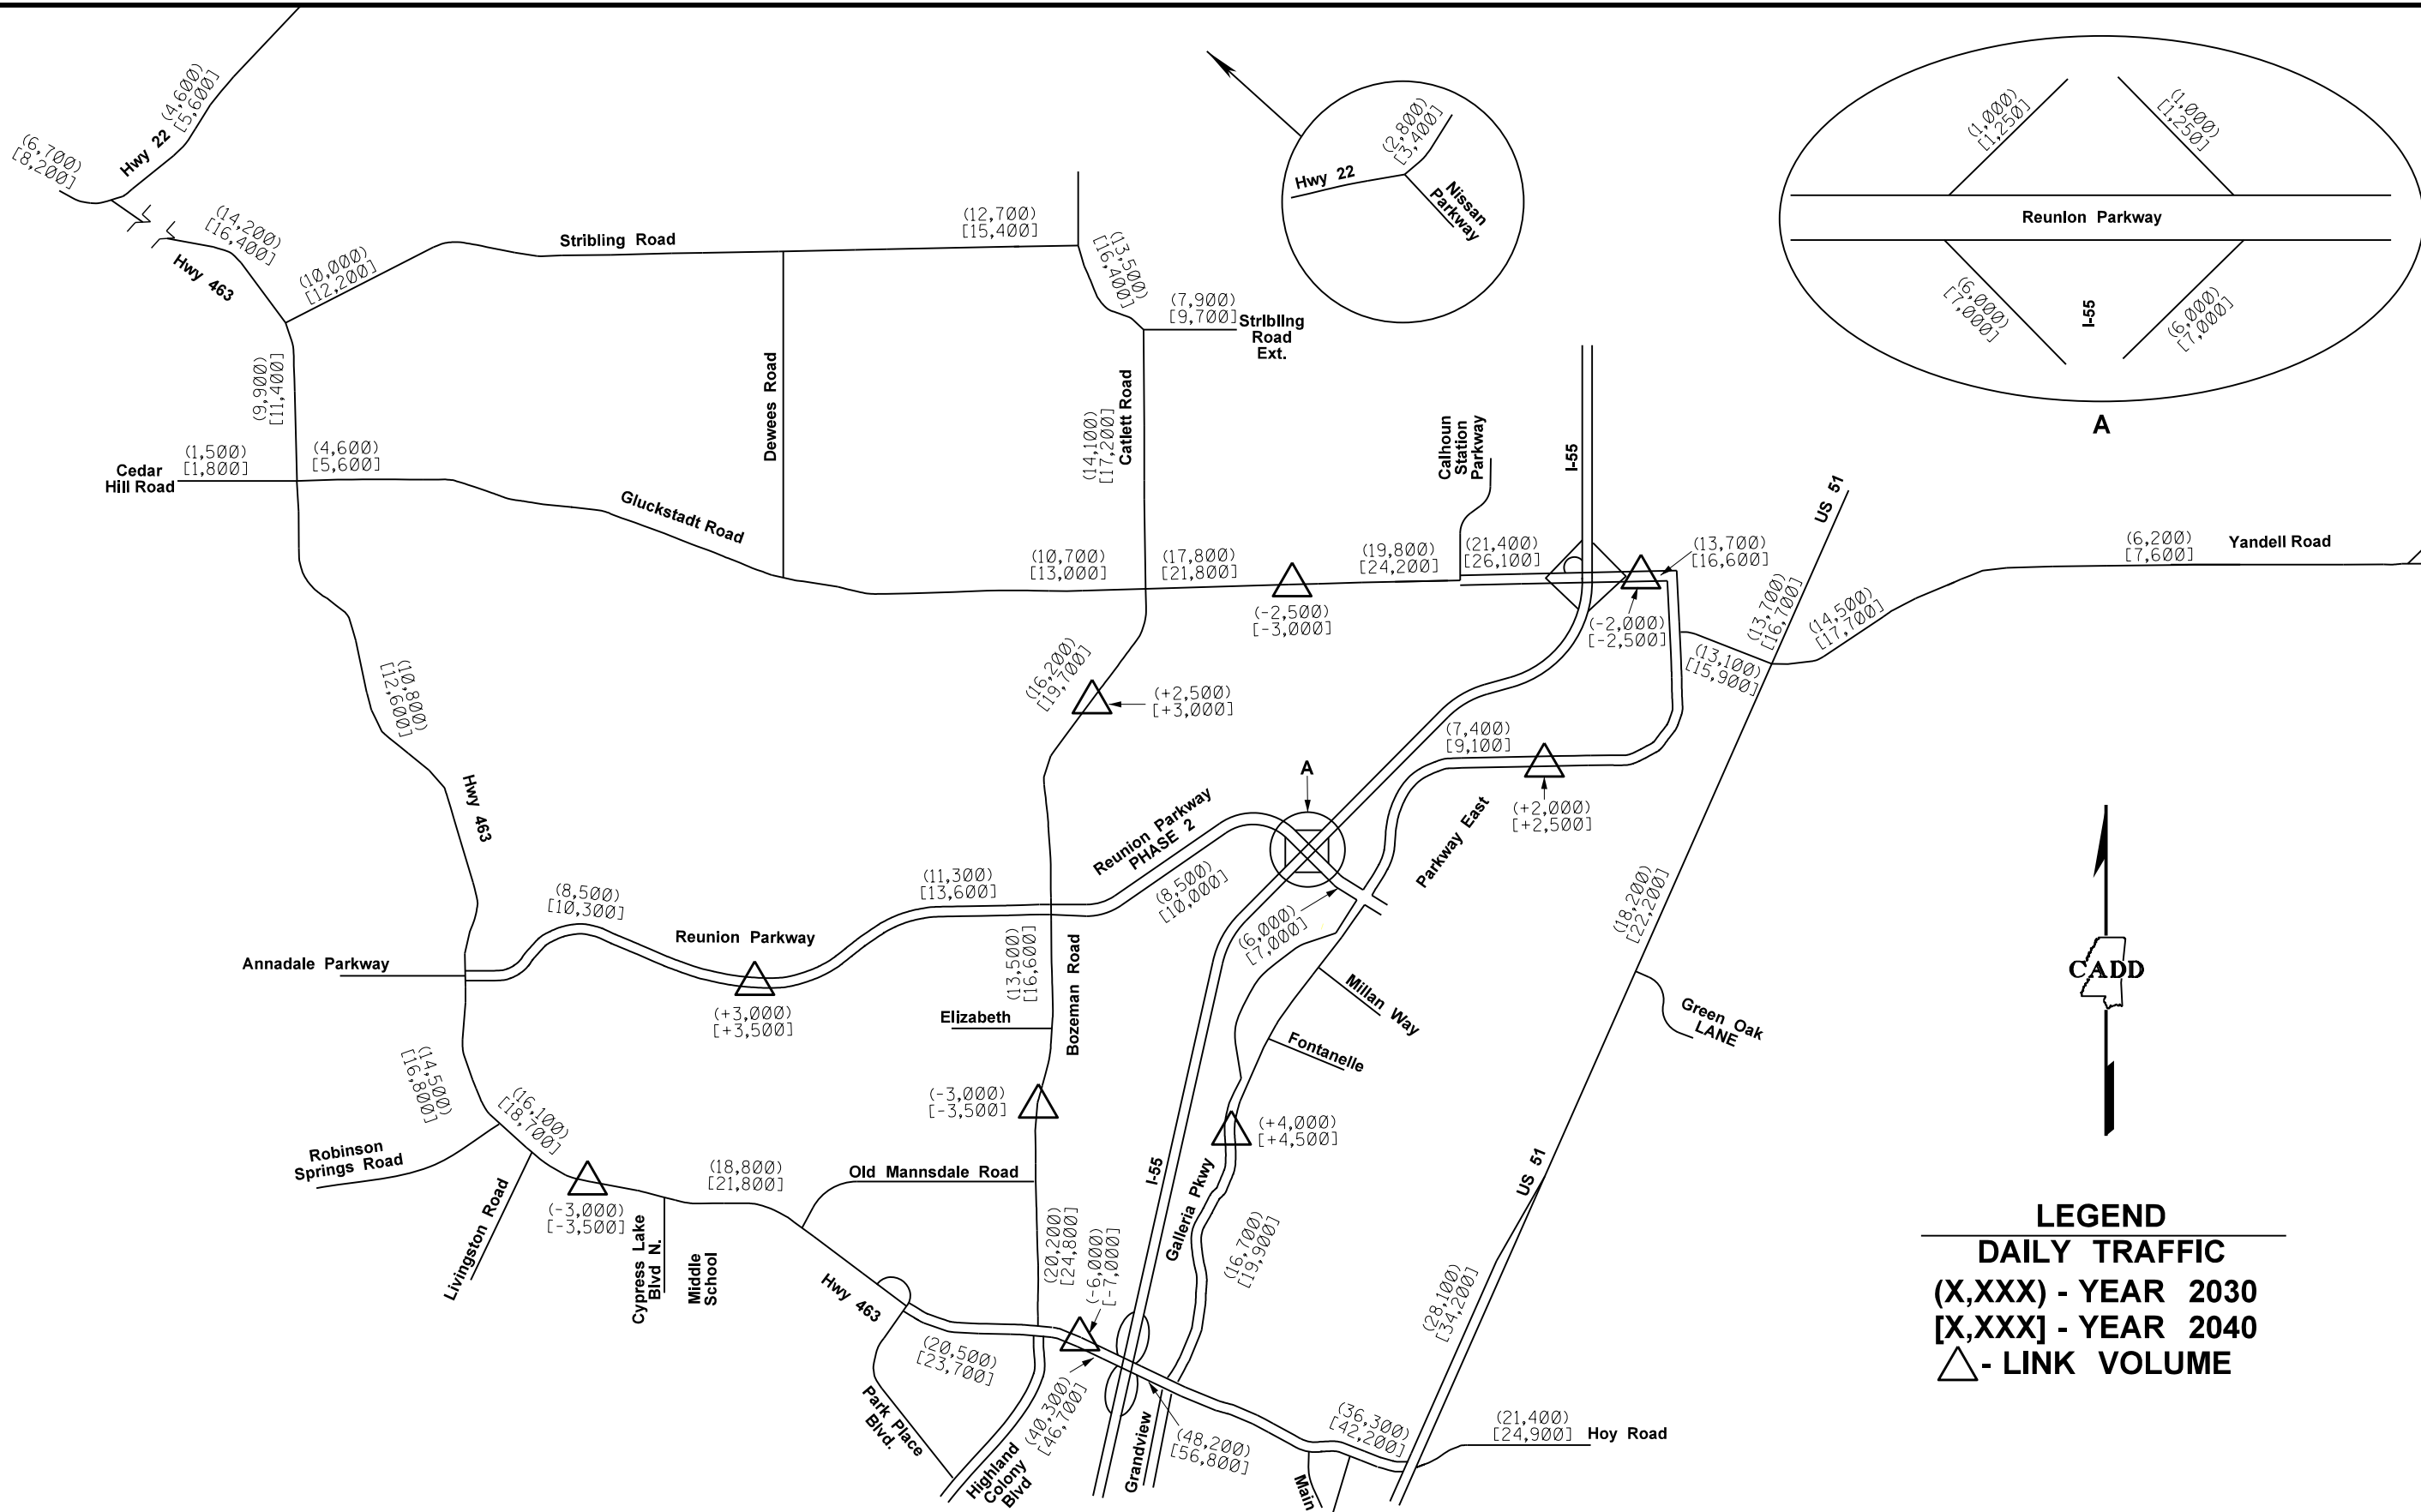 (4,600)
[5,600]
Hwy 22
(6,700)
[8,200]
(14,200)
[16,400]
Hwy 463
(10,000)
[12,200]
Stribling Road
(12,700)
[15,400]
(13,500)
[16,400]
(7,900)
[9,700]
Stribling
Road
Ext.
Hwy 22
(2,800)
[3,400]
Nissan
Parkway
(1,000)
[1,250]
(1,000)
[1,250]
Reunion Parkway
(6,000)
[7,000]
I-55
(6,000)
[7,000]
A
(9,900)
[11,400]
Cedar
Hill Road
(1,500)
[1,800]
(4,600)
[5,600]
Gluckstadt Road
Dewees Road
(14,100)
[17,200]
Catlett Road
Calhoun
Station
Parkway
I-55
US 51
(10,700)
[13,000]
(17,800)
[21,800]
(19,800)
[24,200]
(21,400)
[26,100]
(13,700)
[16,600]
(-2,500)
[-3,000]
(-2,000)
[-2,500]
(13,700)
[16,700]
(14,500)
[17,700]
(6,200)
[7,600]
Yandell Road
(13,100)
[15,900]
(10,800)
[12,600]
(16,200)
[19,700]
(+2,500)
[+3,000]
(7,400)
[9,100]
(+2,000)
[+2,500]
A
Hwy 463
Reunion Parkway
PHASE 2
Parkway East
(8,500)
[10,000]
(6,000)
[7,000]
(18,200)
[22,200]
(8,500)
[10,300]
(11,300)
[13,600]
Reunion Parkway
Annadale Parkway
(+3,000)
[+3,500]
(13,500)
[16,600]
Bozeman Road
Elizabeth
Millan Way
Fontanelle
Green Oak
LANE
CADD
(14,500)
[16,800]
(16,100)
[18,700]
(-3,000)
[-3,500]
(+4,000)
[+4,500]
Robinson
Springs Road
Livingston Road
(-3,000)
[-3,500]
(18,800)
[21,800]
Old Mannsdale Road
Cypress Lake
Blvd N.
Middle
School
(20,200)
[24,800]
(-6,000)
[-7,000]
I-55
Galleria Pkwy
(16,700)
[19,900]
US 51
(28,100)
[34,200]
Hwy 463
(20,500)
[23,700]
Park Place
Blvd.
Highland
Colony
Blvd
(40,300)
[46,700]
Grandview
(48,200)
[56,800]
(36,300)
[42,200]
Main
(21,400)
[24,900]
Hoy Road
LEGEND
DAILY TRAFFIC
(X,XXX) - YEAR 2030
[X,XXX] - YEAR 2040
- LINK VOLUME